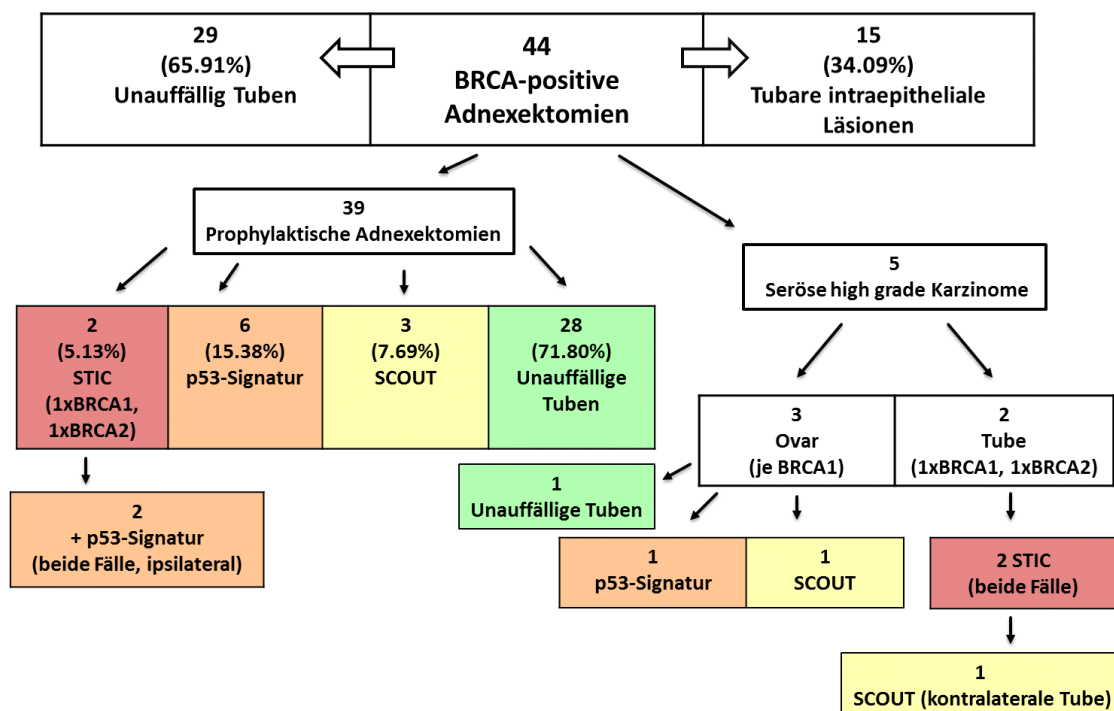 29
(65.91%)
Unauffällig Tuben
44
BRCA-positive
Adnexektomien
15
(34.09%)
Tubare intraepitheliale
Läsionen
39
Prophylaktische Adnexektomien
5
Seröse high grade Karzinome
2
(5.13%)
STIC
(1xBRCA1,
1xBRCA2)
6
(15.38%)
p53-Signatur
3
(7.69%)
SCOUT
28
(71.80%)
Unauffällige
Tuben
3
Ovar
(je BRCA1)
2
Tube
(1xBRCA1, 1xBRCA2)
2
+ p53-Signatur
(beide Fälle, ipsilateral)
1
Unauffällige Tuben
1
p53-Signatur
1
SCOUT
2 STIC
(beide Fälle)
1
SCOUT (kontralaterale Tube)